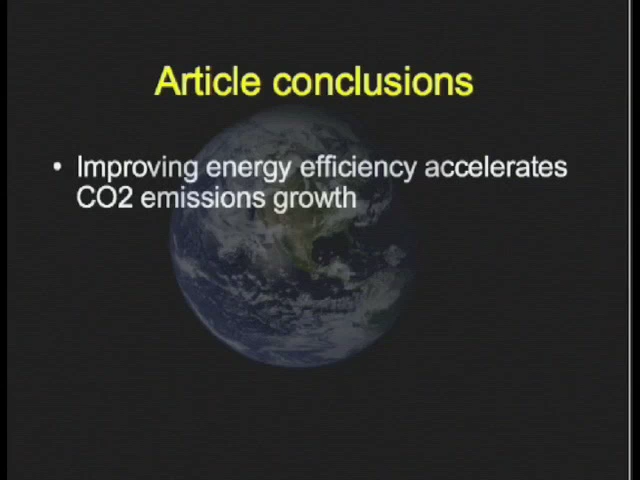 Article conclusions
• Improving energy efficiency accelerates
CO2 emissions growth